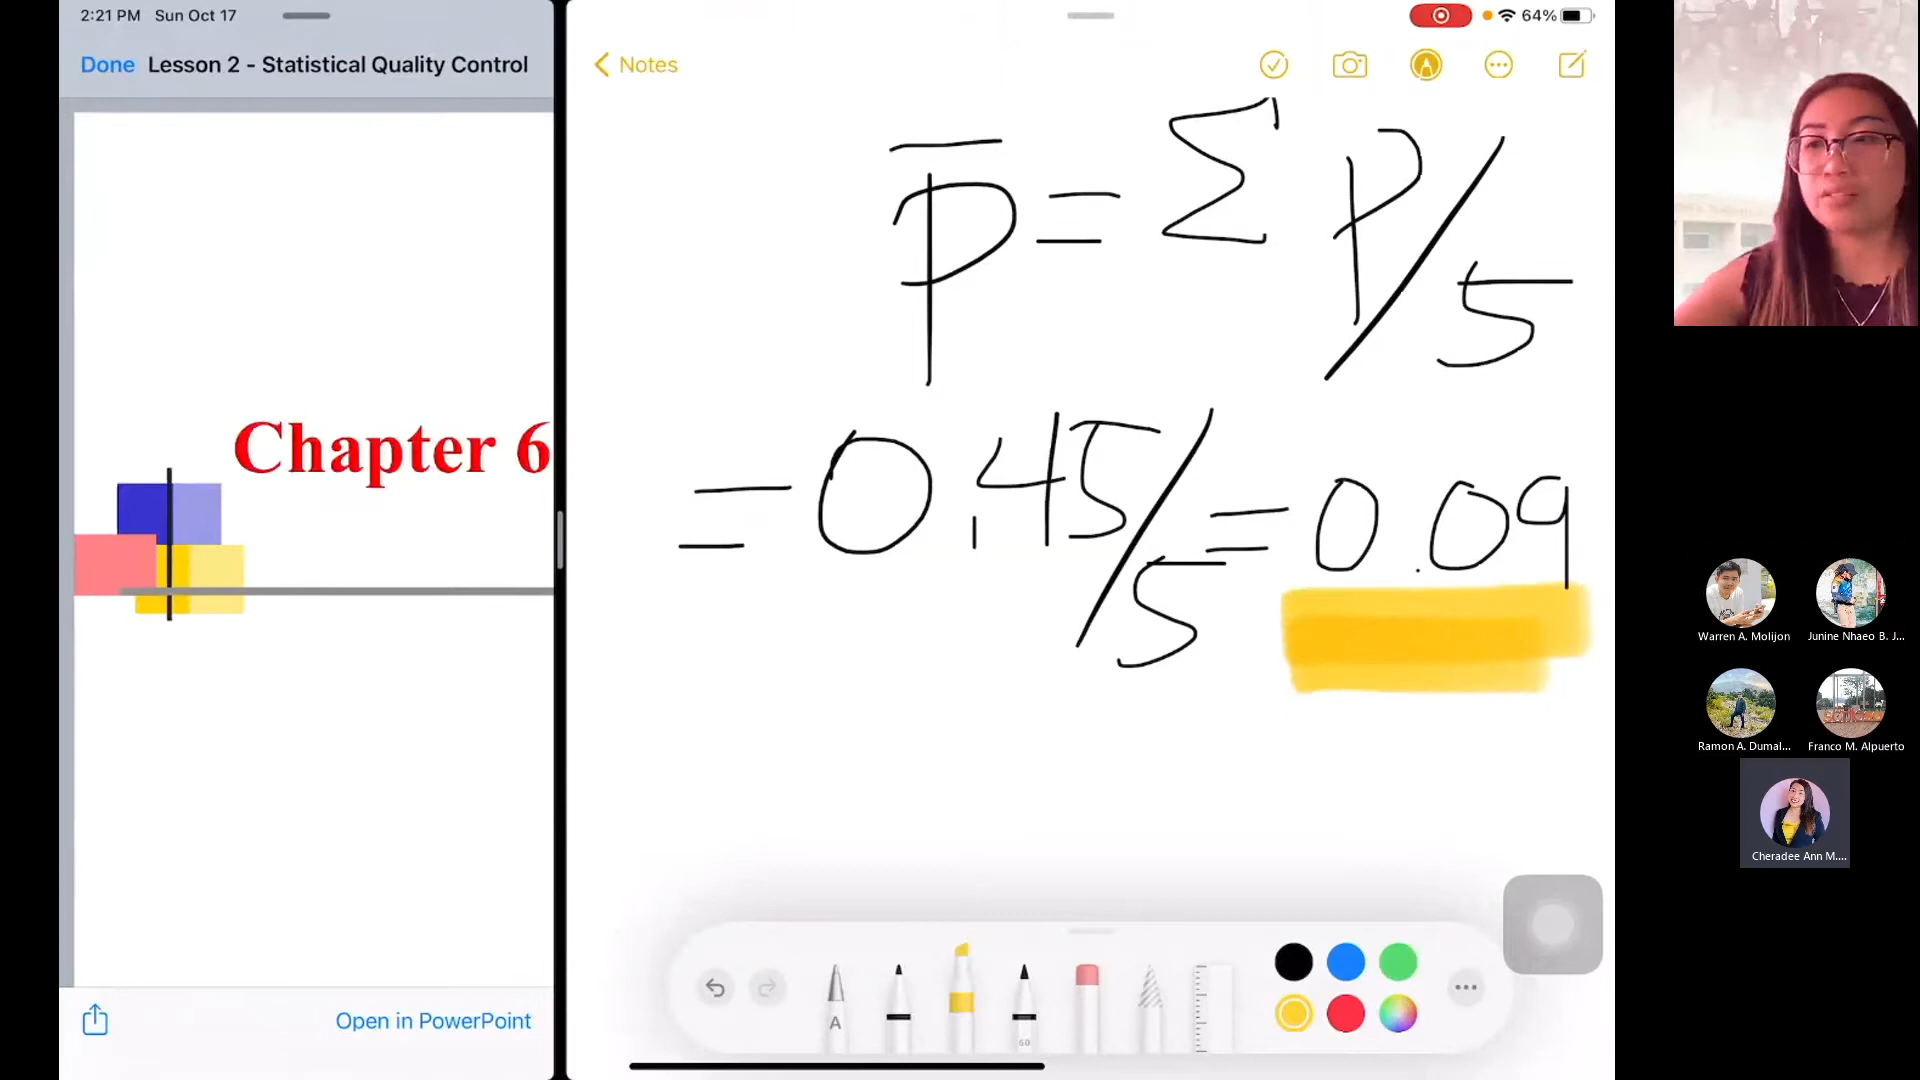 2:21 PM Sun Oct 17
64%
Done Lesson 2 - Statistical Quality Control
Notes
p̅ = Σ p/5
= 0.45/5 = 0.09
Chapter 6
Warren A. Molijon
Junine Nhaeo B. J...
Ramon A. Dumal...
Franco M. Alpuerto
Cheradee Ann M....
A
60
Open in PowerPoint